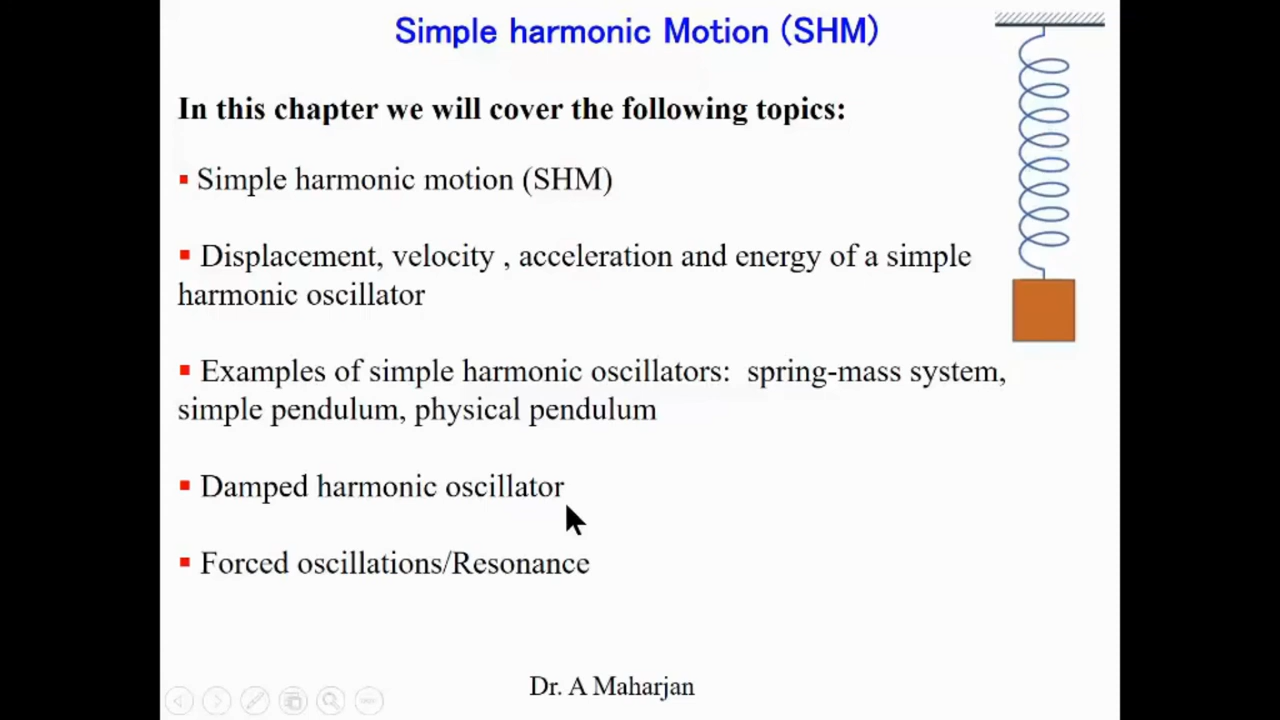 Simple harmonic Motion (SHM)
In this chapter we will cover the following topics:
▪ Simple harmonic motion (SHM)
▪ Displacement, velocity , acceleration and energy of a simple
harmonic oscillator
▪ Examples of simple harmonic oscillators:  spring-mass system,
simple pendulum, physical pendulum
▪ Damped harmonic oscillator
▪ Forced oscillations/Resonance
Dr. A Maharjan